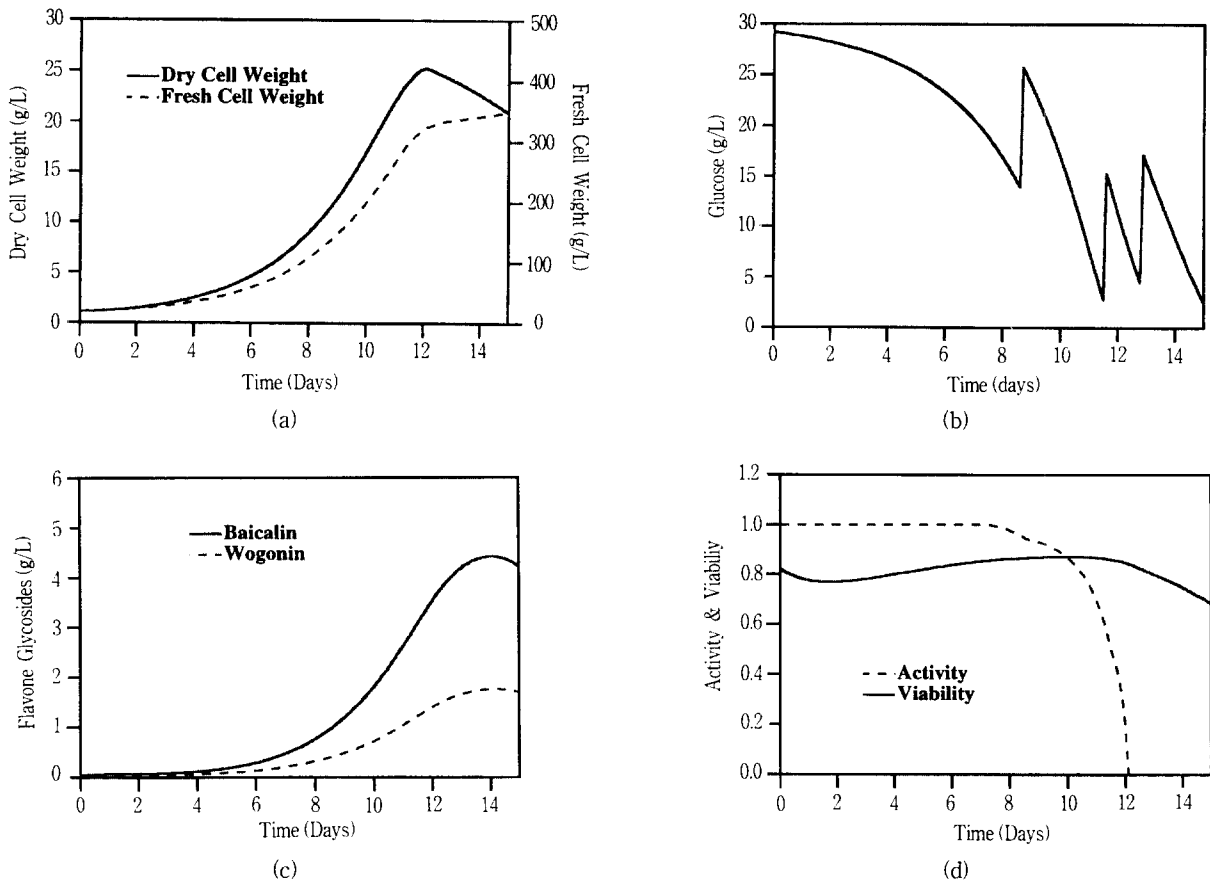 30
25
20
15
10
5
0
Dry Cell Weight (g/L)
Dry Cell Weight
Fresh Cell Weight
500
400
300
200
100
0
Fresh Cell Weight (g/L)
0 2 4 6 8 10 12 14
Time (Days)
(a)
30
25
20
15
10
5
0
Glucose (g/L)
0 2 4 6 8 10 12 14
Time (days)
(b)
6
5
4
3
2
1
0
Flavone Glycosides (g/L)
Baicalin
Wogonin
0 2 4 6 8 10 12 14
Time (Days)
(c)
1.2
1.0
0.8
0.6
0.4
0.2
0.0
Activity & Viabiliy
Activity
Viability
0 2 4 6 8 10 12 14
Time (Days)
(d)